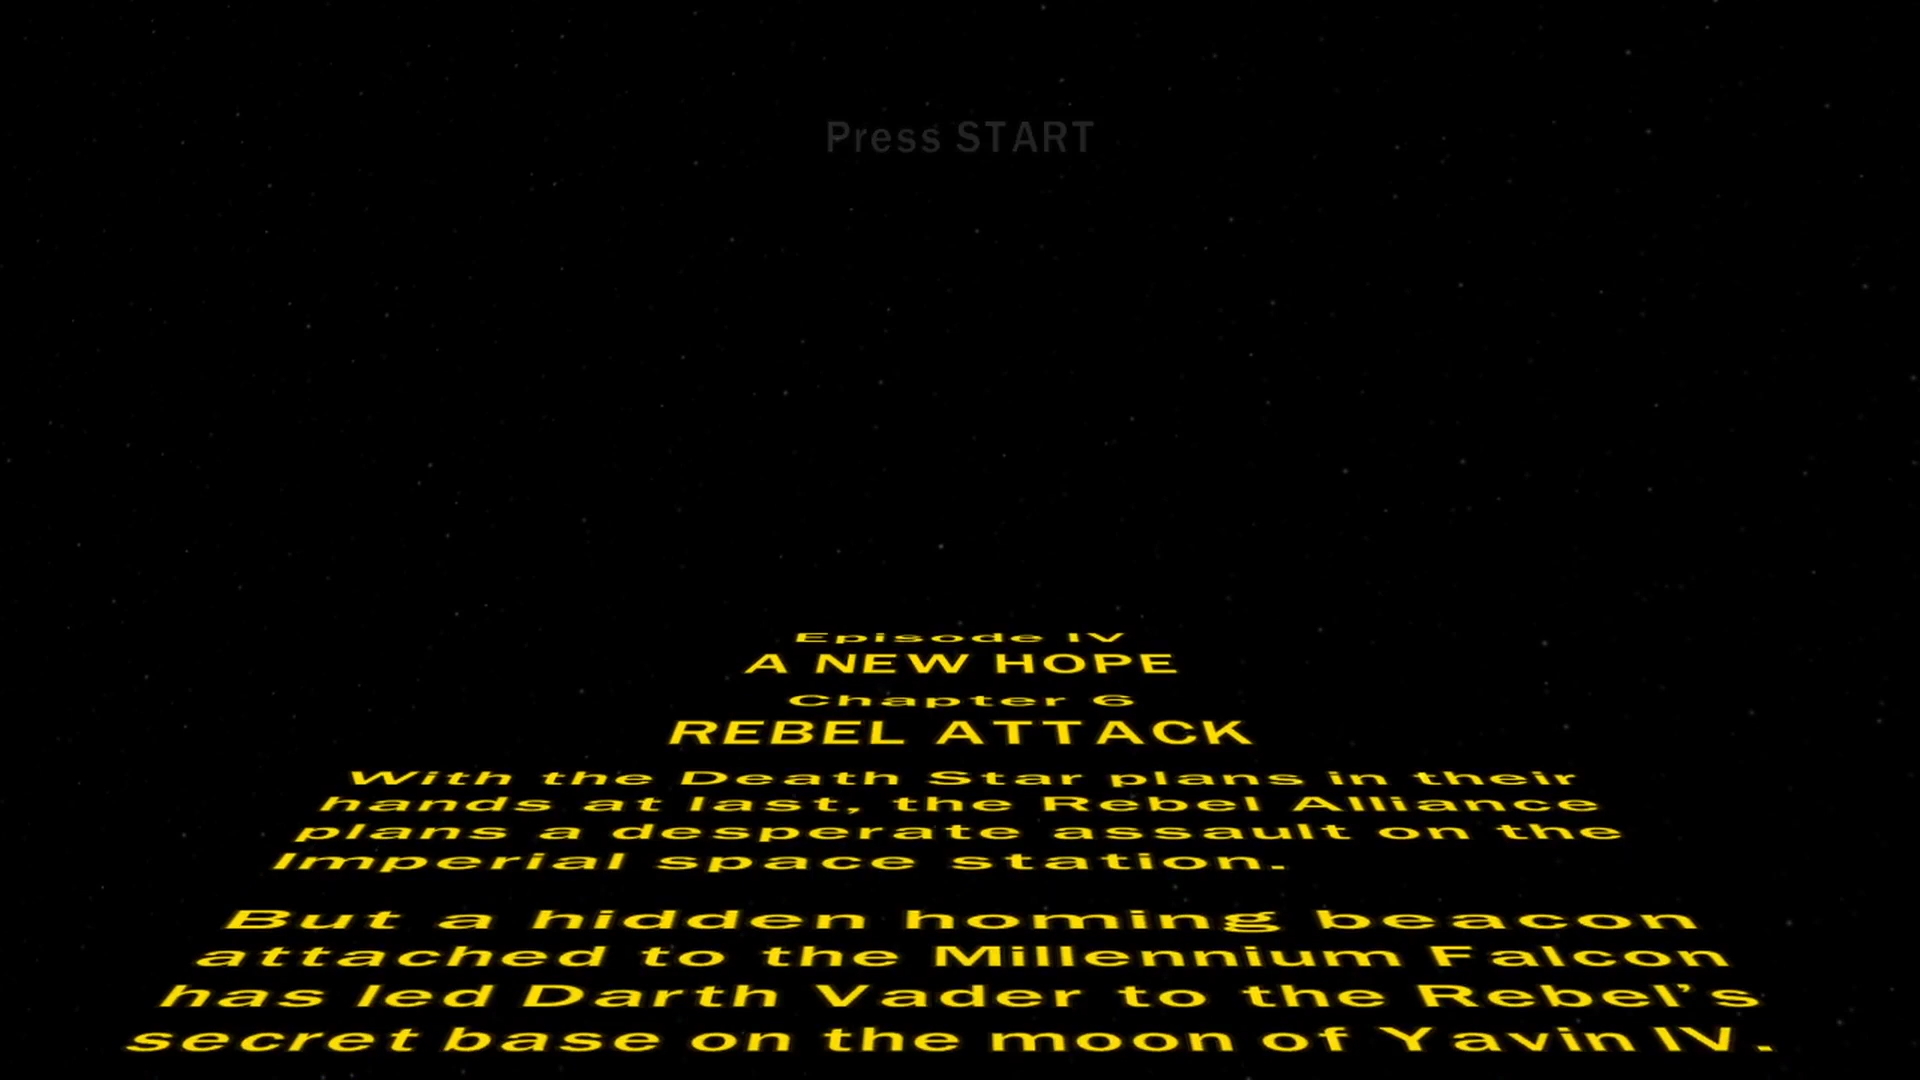 Press START
Episode IV
A NEW HOPE
Chapter 6
REBEL ATTACK
With the Death Star plans in their
hands at last, the Rebel Alliance
plans a desperate assault on the
Imperial space station.
But a hidden homing beacon
attached to the Millennium Falcon
has led Darth Vader to the Rebel’s
secret base on the moon of Yavin IV.